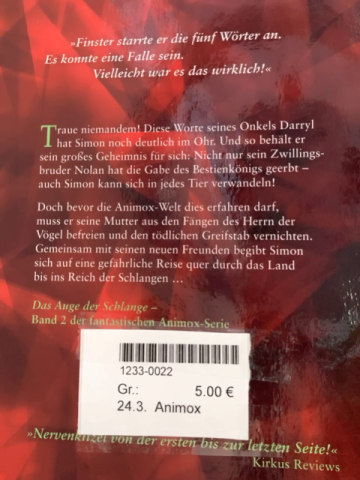 »Finster starrte er die fünf Wörter an.
Es konnte eine Falle sein.
Vielleicht war es das wirklich!«
Traue niemandem! Diese Worte seines Onkels Darryl
hat Simon noch deutlich im Ohr. Und so behält er
sein großes Geheimnis für sich: Nicht nur sein Zwillings-
bruder Nolan hat die Gabe des Bestienkönigs geerbt –
auch Simon kann sich in jedes Tier verwandeln!
Doch bevor die Animox-Welt dies erfahren darf,
muss er seine Mutter aus den Fängen des Herrn der
Vögel befreien und den tödlichen Greifstab vernichten.
Gemeinsam mit seinen neuen Freunden begibt Simon
sich auf eine gefährliche Reise quer durch das Land
bis ins Reich der Schlangen ...
Das Auge der Schlange –
Band 2 der fantastischen Animox-Serie
1233-0022
Gr.: 5.00 €
24.3. Animox
»Nervenkitzel von der ersten bis zur letzten Seite!«
Kirkus Reviews